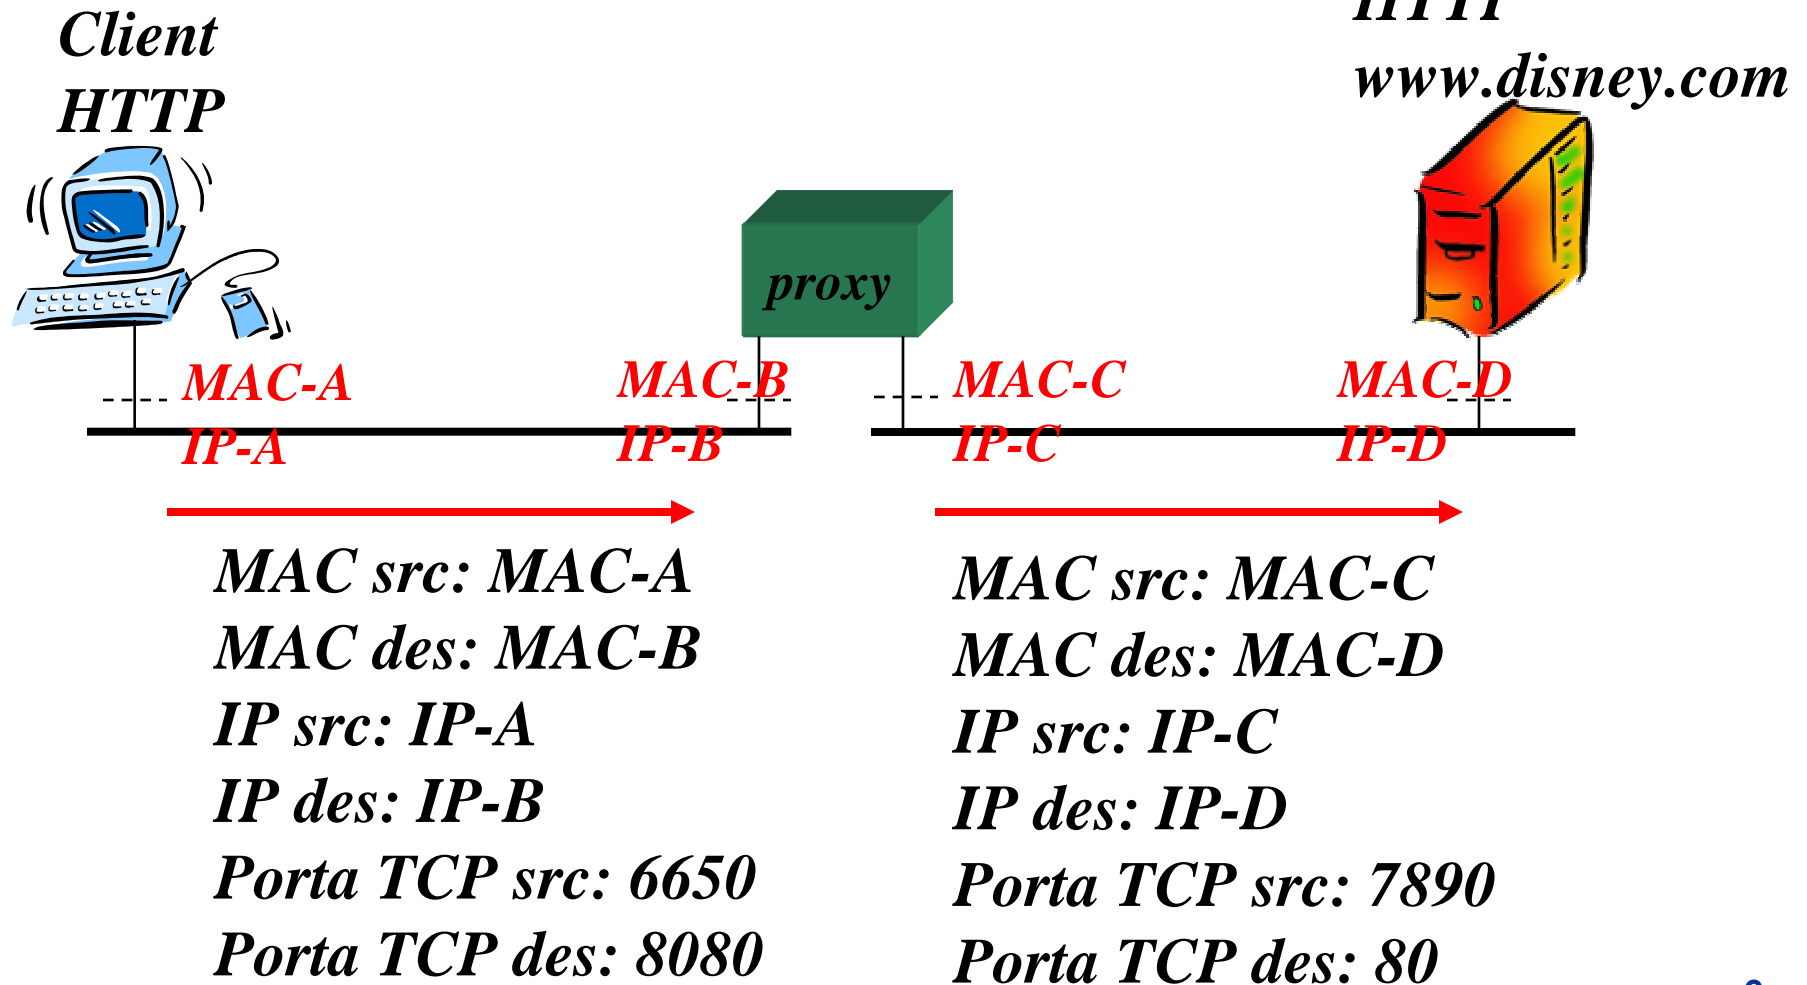 Client
HTTP
HTTP
www.disney.com
proxy
MAC-A
IP-A
MAC-B
IP-B
MAC-C
IP-C
MAC-D
IP-D
MAC src: MAC-A
MAC des: MAC-B
IP src: IP-A
IP des: IP-B
Porta TCP src: 6650
Porta TCP des: 8080
MAC src: MAC-C
MAC des: MAC-D
IP src: IP-C
IP des: IP-D
Porta TCP src: 7890
Porta TCP des: 80